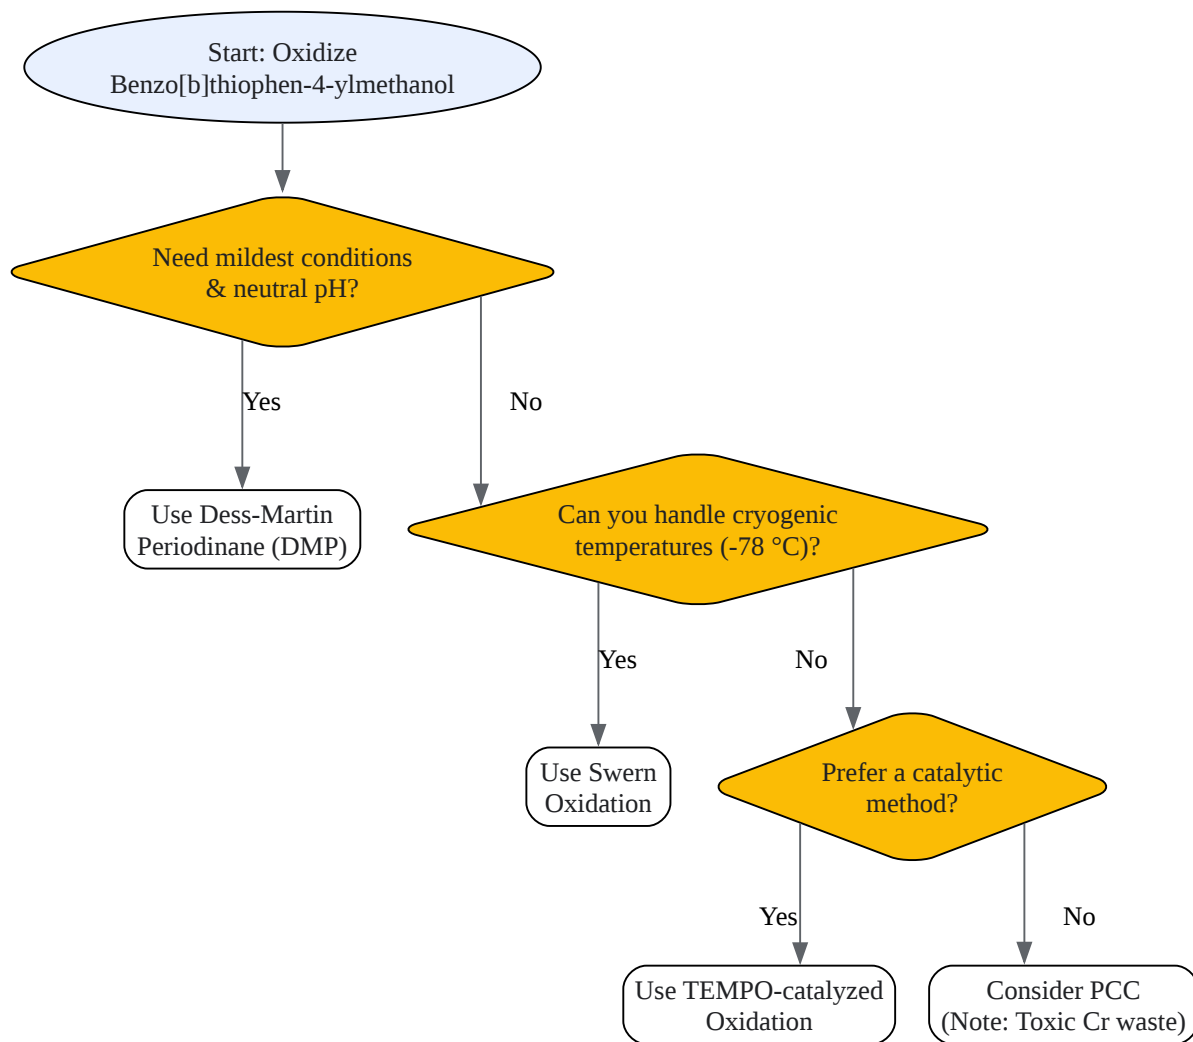 Start: Oxidize
Benzo[b]thiophen-4-ylmethanol
Need mildest conditions
& neutral pH?
Yes
No
Use Dess-Martin
Periodinane (DMP)
Can you handle cryogenic
temperatures (-78 °C)?
Yes
No
Use Swern
Oxidation
Prefer a catalytic
method?
Yes
No
Use TEMPO-catalyzed
Oxidation
Consider PCC
(Note: Toxic Cr waste)